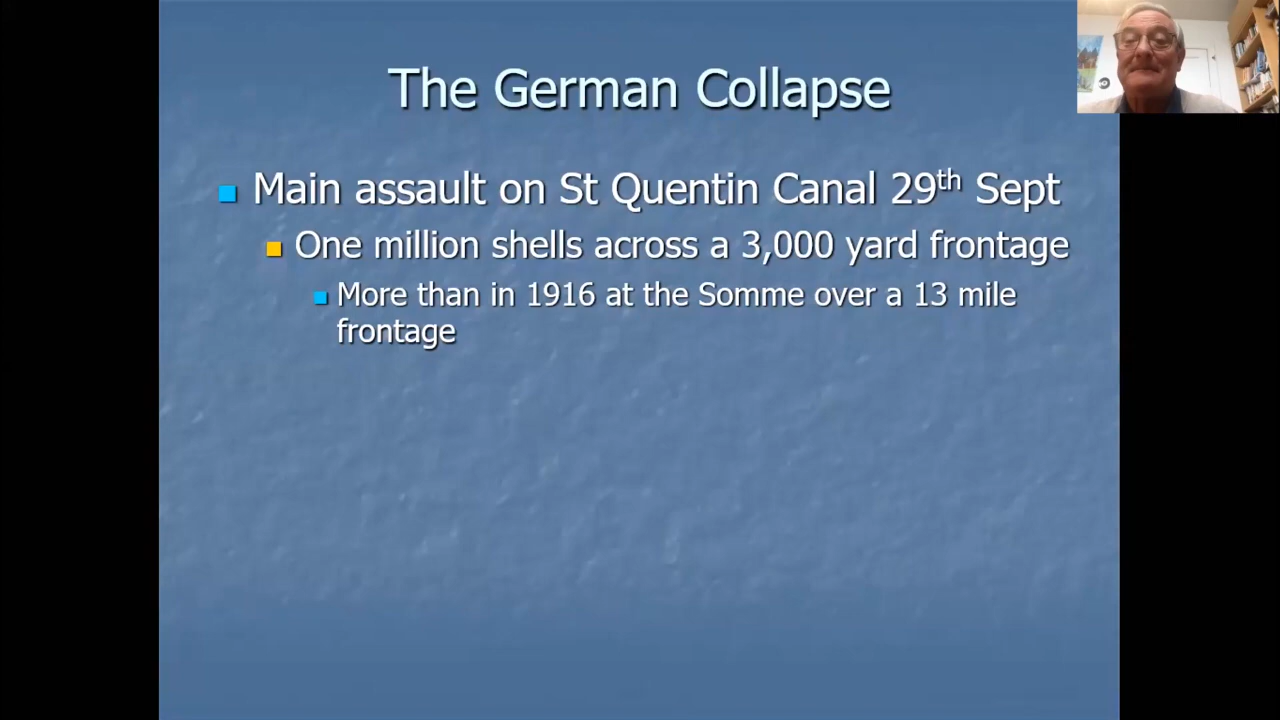 The German Collapse
Main assault on St Quentin Canal 29th Sept
One million shells across a 3,000 yard frontage
More than in 1916 at the Somme over a 13 mile
frontage